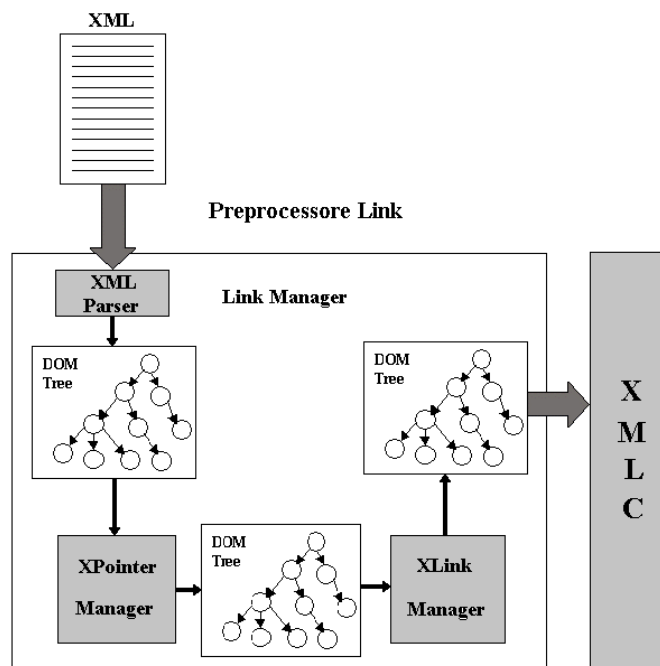 XML
Preprocessore Link
XML
Parser
Link Manager
DOM
Tree
DOM
Tree
XPointer
Manager
DOM
Tree
XLink
Manager
X
M
L
C